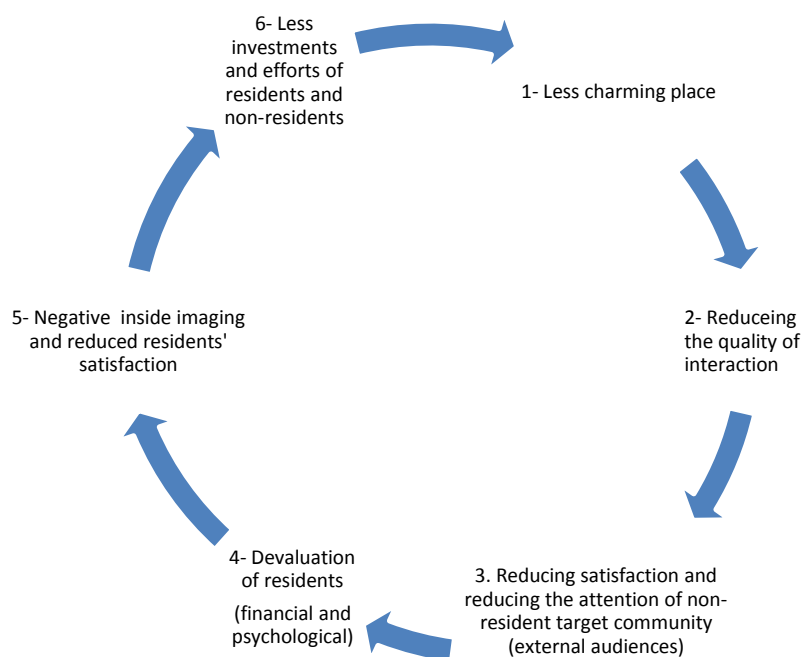 1- Less charming place
2- Reduceing
the quality of
interaction
3. Reducing satisfaction and
reducing the attention of non-
resident target community
(external audiences)
4- Devaluation
of residents
(financial and
psychological)
5- Negative  inside imaging
and reduced residents'
satisfaction
6- Less
investments
and efforts of
residents and
non-residents